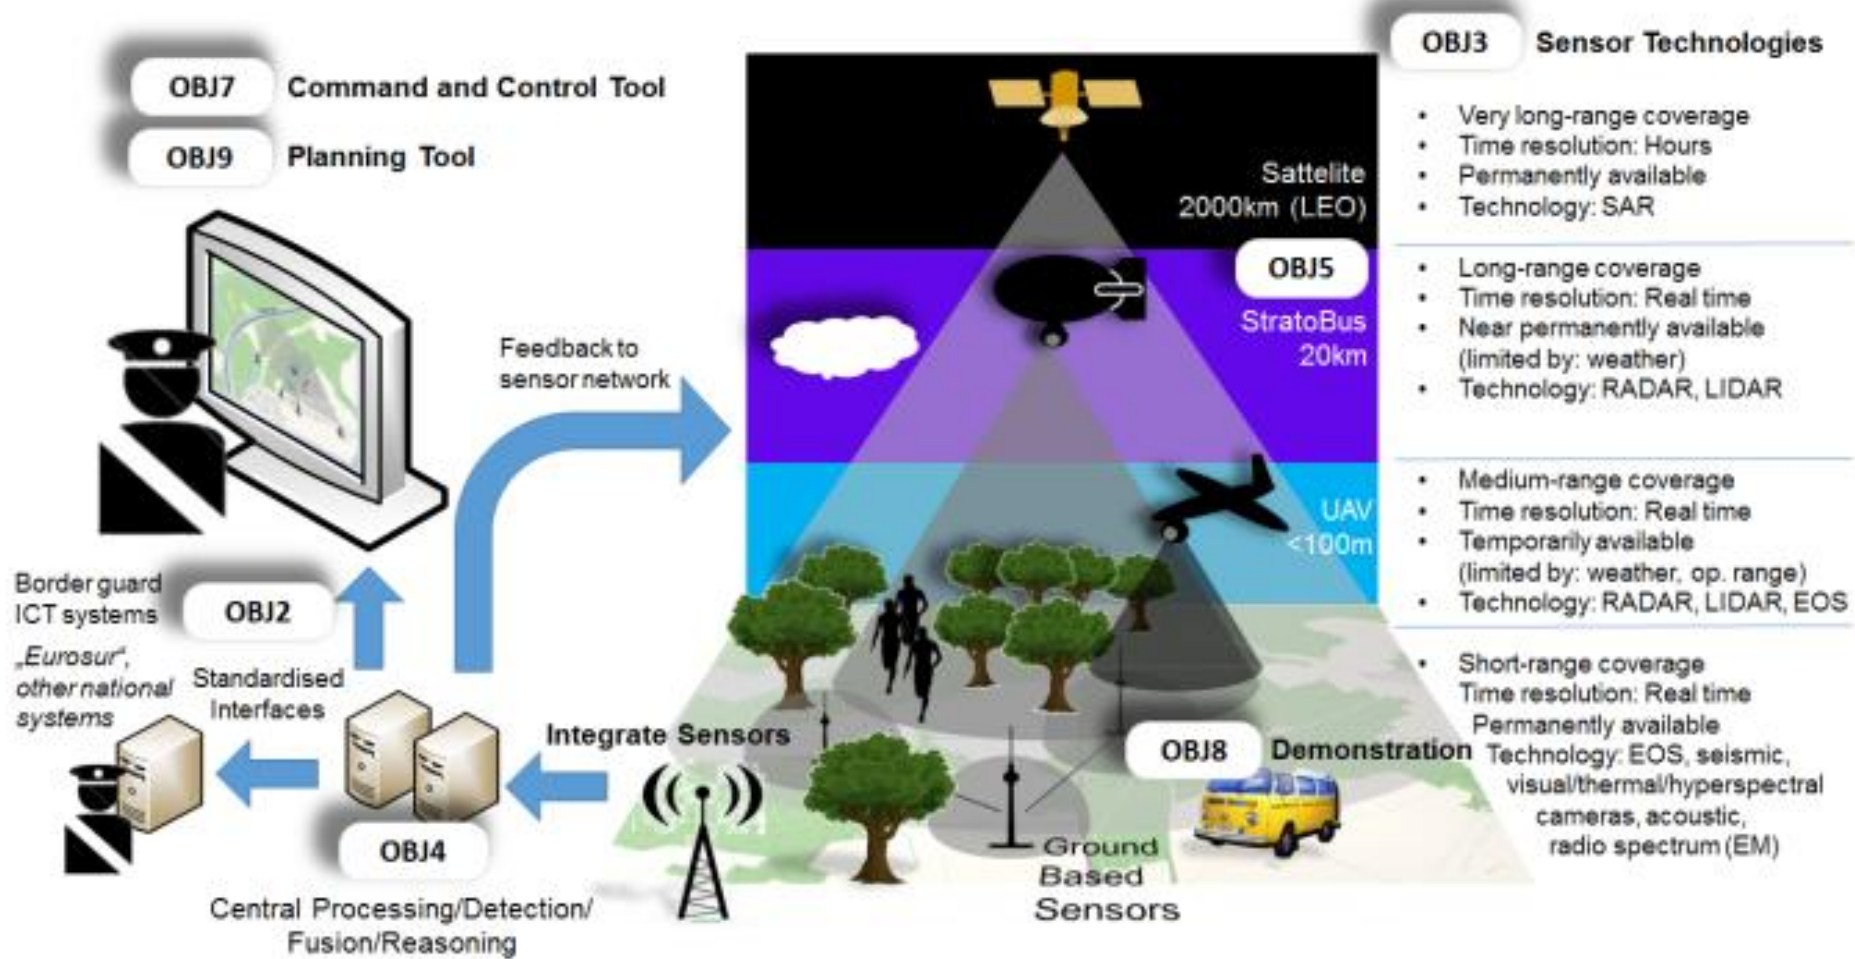 OBJ7 Command and Control Tool
OBJ9 Planning Tool
Feedback to
sensor network
Border guard
ICT systems
„Eurosur“,
other national
systems
OBJ2
Standardised
Interfaces
Integrate Sensors
OBJ4
Central Processing/Detection/
Fusion/Reasoning
Sattelite
2000km (LEO)
OBJ5
StratoBus
20km
UAV
<100m
OBJ8 Demonstration
Ground
Based
Sensors
OBJ3 Sensor Technologies
• Very long-range coverage
• Time resolution: Hours
• Permanently available
• Technology: SAR
• Long-range coverage
• Time resolution: Real time
• Near permanently available
(limited by: weather)
• Technology: RADAR, LIDAR
• Medium-range coverage
• Time resolution: Real time
• Temporarily available
(limited by: weather, op. range)
• Technology: RADAR, LIDAR, EOS
• Short-range coverage
Time resolution: Real time
Permanently available
Technology: EOS, seismic,
visual/thermal/hyperspectral
cameras, acoustic,
radio spectrum (EM)